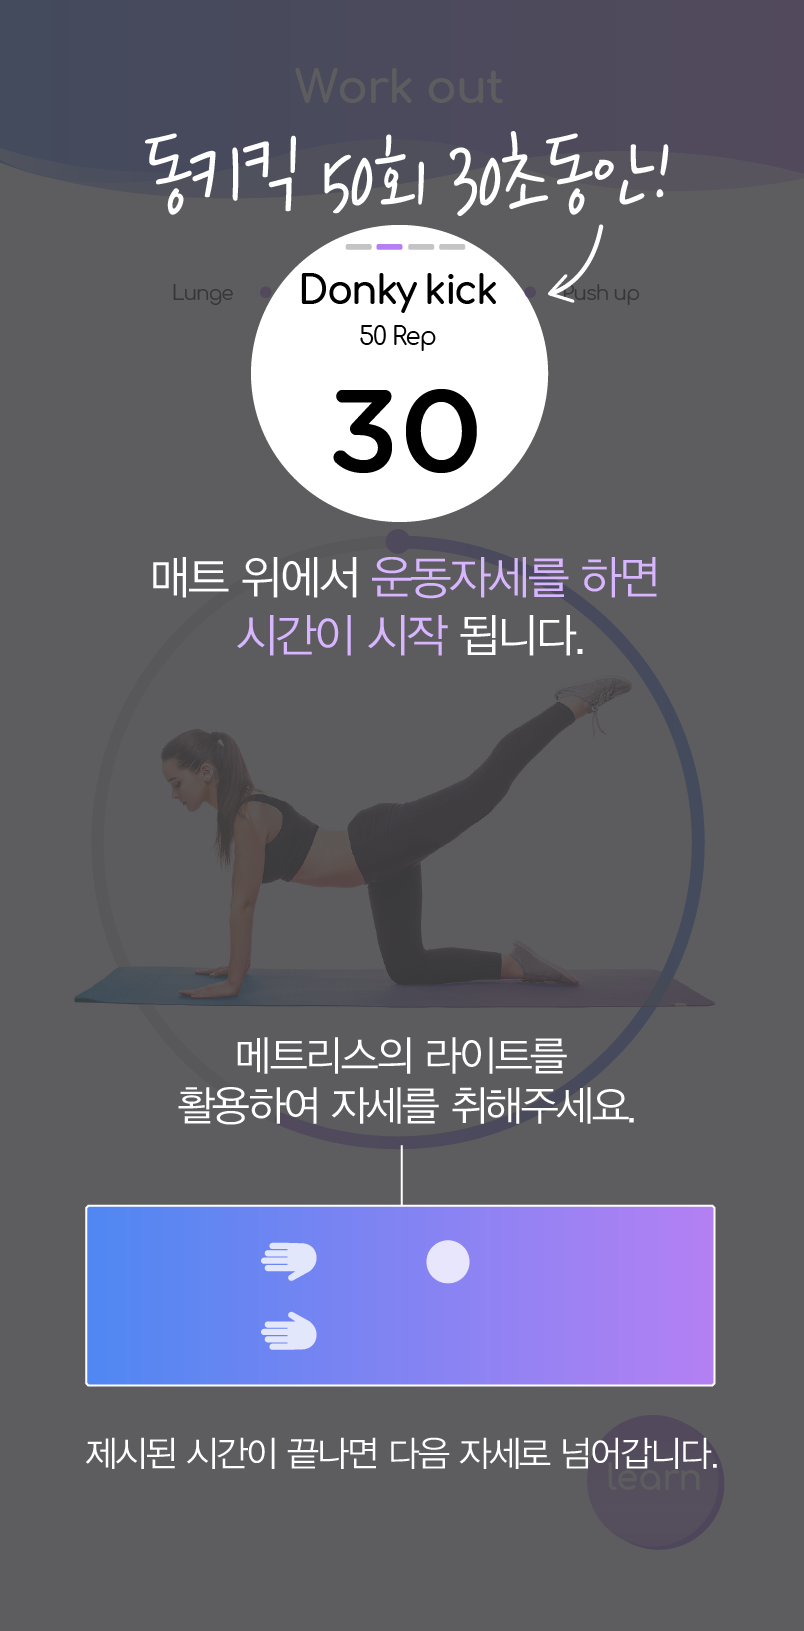 Work out
동키킥 50회 30초동안!
Lunge
Donky kick
Push up
50 Rep
30
매트 위에서 운동자세를 하면
시간이 시작 됩니다.
메트리스의 라이트를
활용하여 자세를 취해주세요.
제시된 시간이 끝나면 다음 자세로 넘어갑니다.
learn